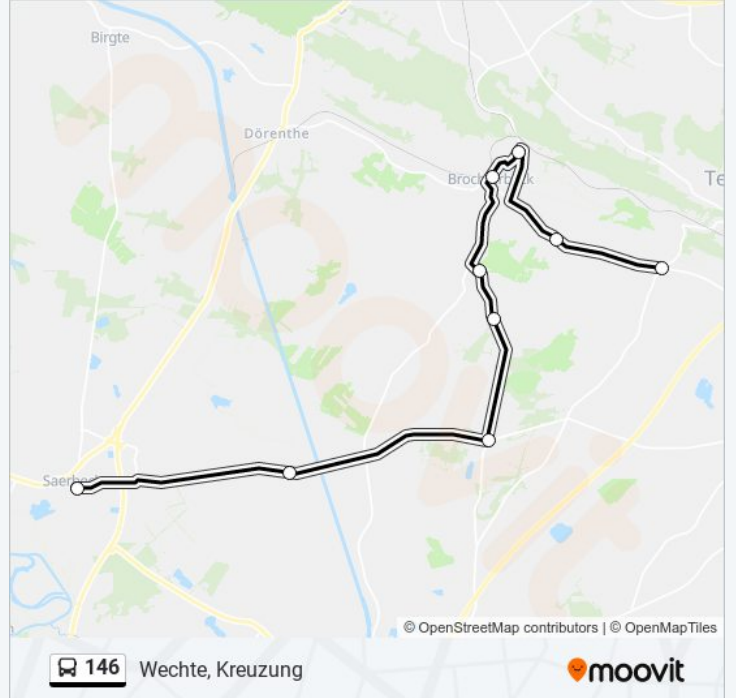 Birgte
Dörenthe
Te
© OpenStreetMap contributors | © OpenMapTiles
146 Wechte, Kreuzung
moovit